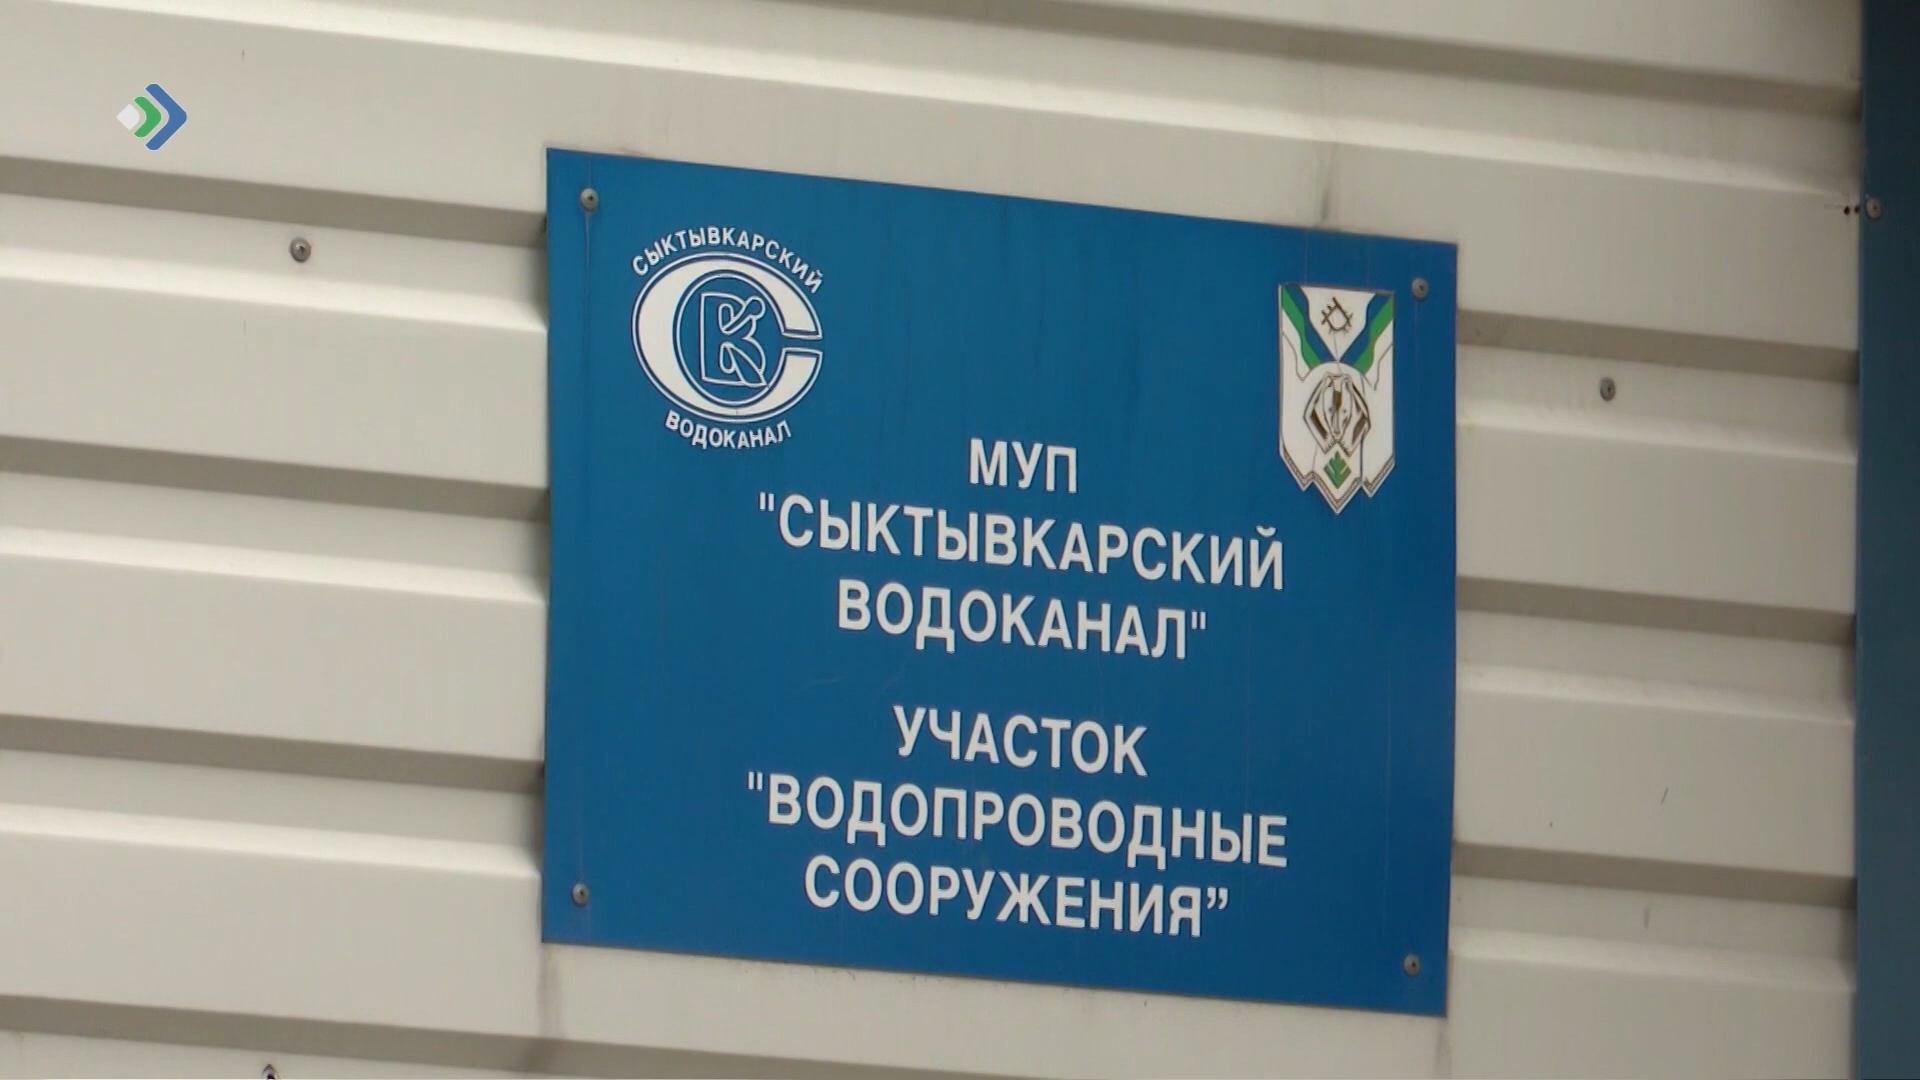 СЫКТЫВКАРСКИЙ
ВОДОКАНАЛ
МУП
"СЫКТЫВКАРСКИЙ
ВОДОКАНАЛ"
УЧАСТОК
"ВОДОПРОВОДНЫЕ
СООРУЖЕНИЯ”